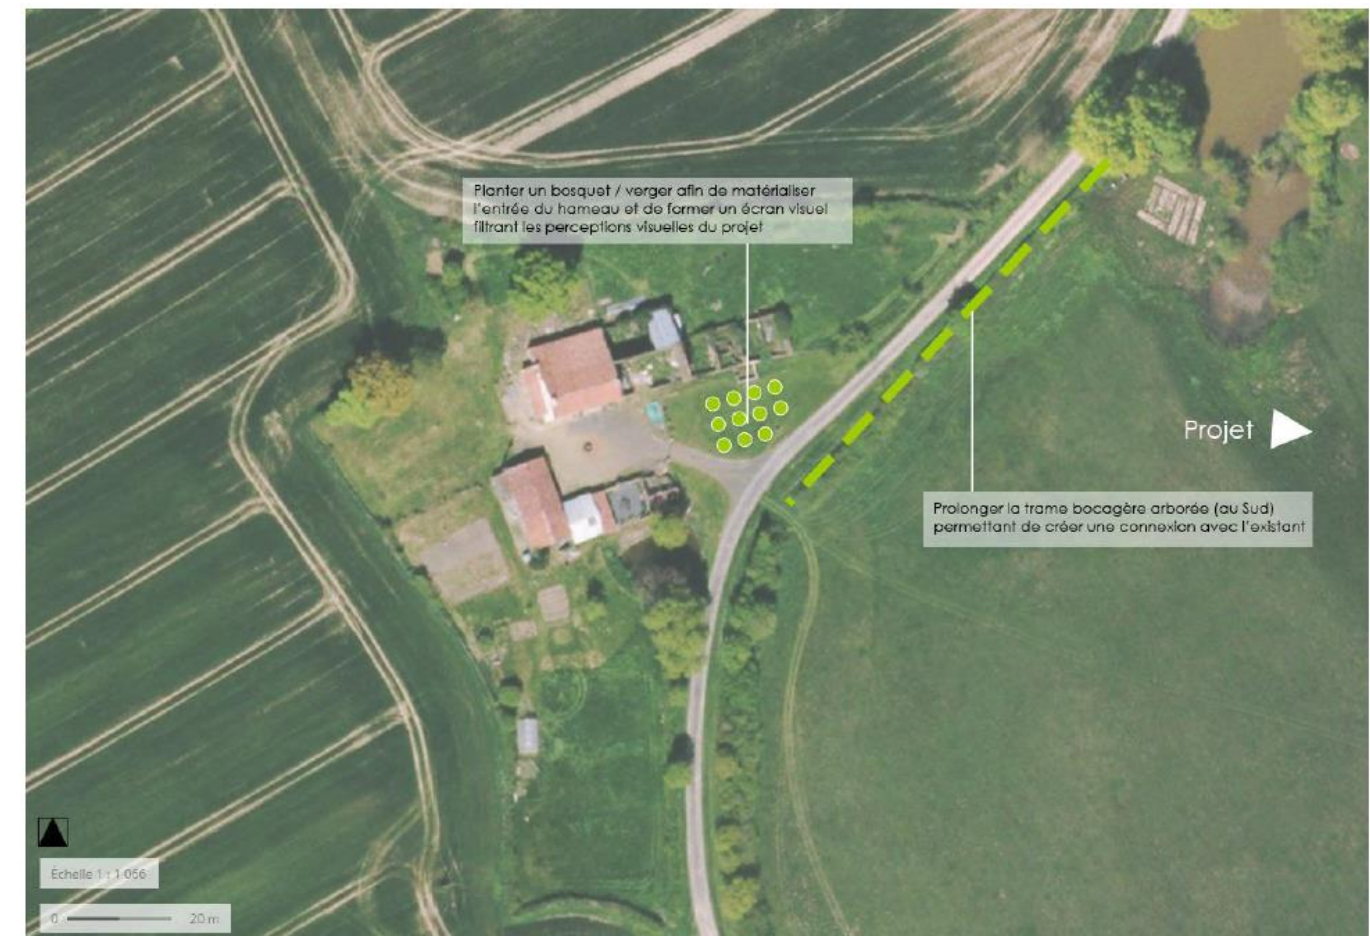 Planter un bosquet / verger afin de matérialiser
l'entrée du hameau et de former un écran visuel
filtrant les perceptions visuelles du projet
Projet
Prolonger la trame bocagère arborée (au Sud)
permettant de créer une connexion avec l'existant
Échelle 1 : 1 066
0 20 m